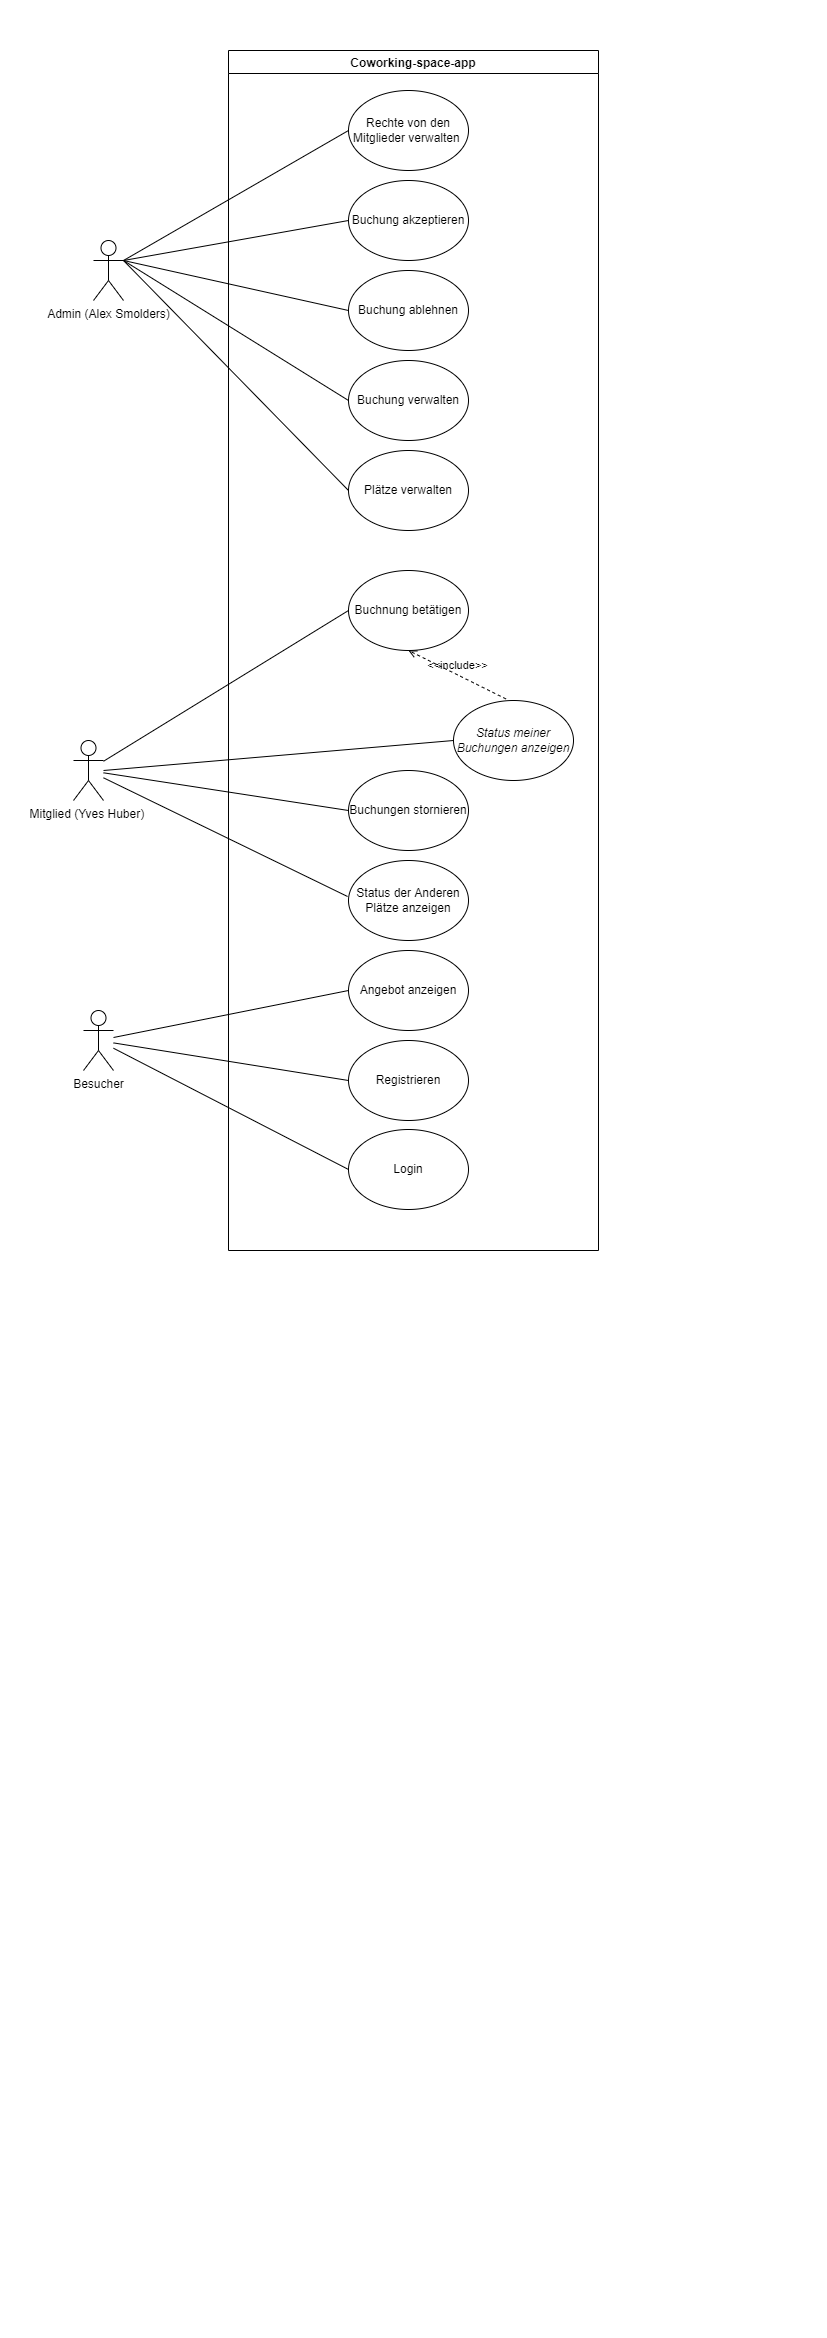 Coworking-space-app
Rechte von den
Mitglieder verwalten
Buchung akzeptieren
Buchung ablehnen
Admin (Alex Smolders)
Buchung verwalten
Plätze verwalten
Buchnung betätigen
<<include>>
Status meiner
Buchungen anzeigen
Buchungen stornieren
Mitglied (Yves Huber)
Status der Anderen
Plätze anzeigen
Angebot anzeigen
Registrieren
Besucher
Login